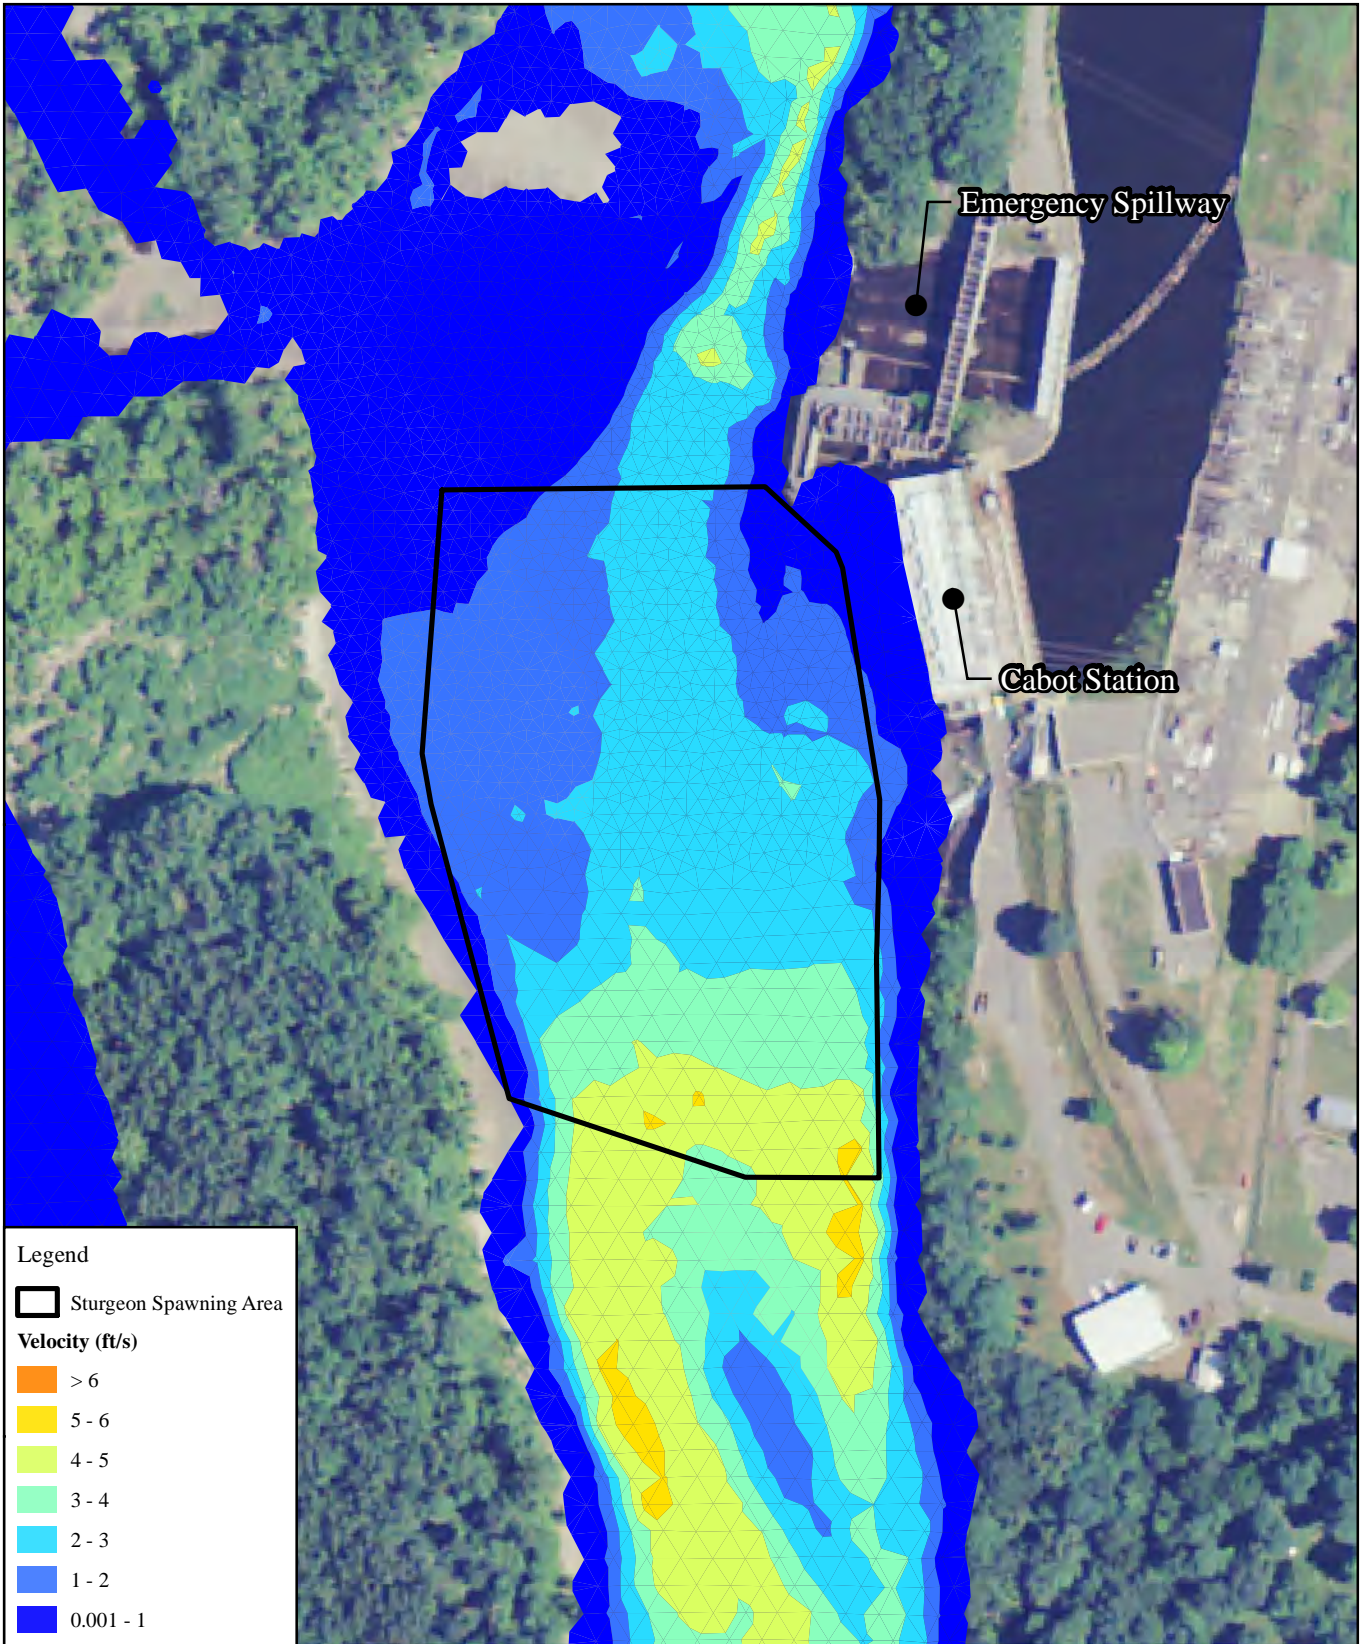 Emergency Spillway
Cabot Station
Legend
Sturgeon Spawning Area
Velocity (ft/s)
> 6
5 - 6
4 - 5
3 - 4
2 - 3
1 - 2
0.001 - 1